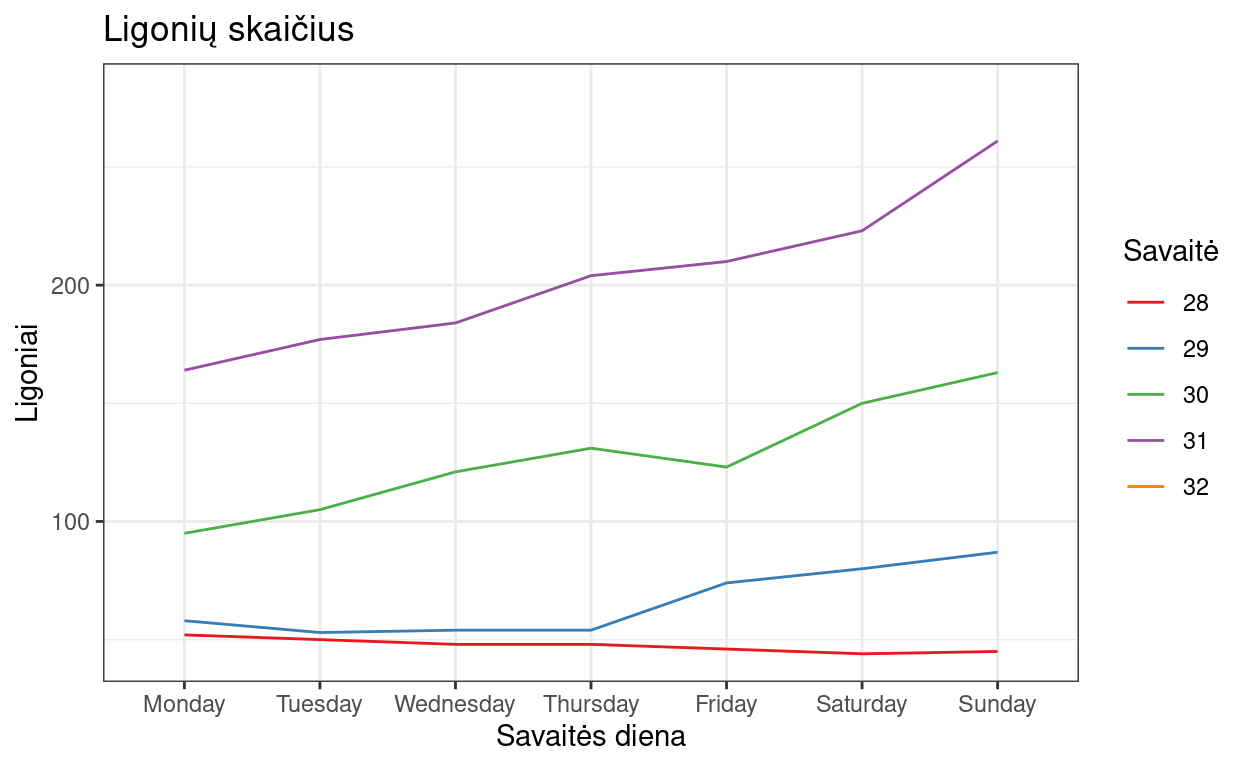 Ligonių skaičius
Ligoniai
200
100
Monday Tuesday Wednesday Thursday Friday Saturday Sunday
Savaitės diena
Savaitė
28
29
30
31
32